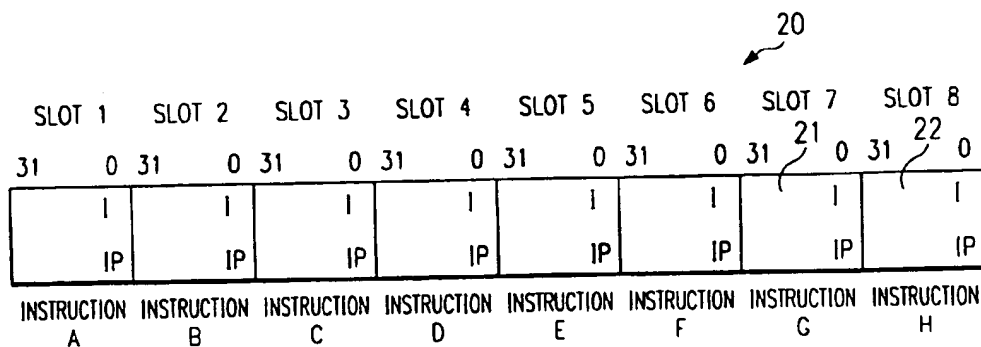 20
SLOT 1 SLOT 2 SLOT 3 SLOT 4 SLOT 5 SLOT 6 SLOT 7 SLOT 8
31 0 31 0 31 0 31 0 31 0 31 0 31 21 0 31 22 0
I I I I I I I I
IP IP IP IP IP IP IP IP
INSTRUCTION INSTRUCTION INSTRUCTION INSTRUCTION INSTRUCTION INSTRUCTION INSTRUCTION INSTRUCTION
A B C D E F G H